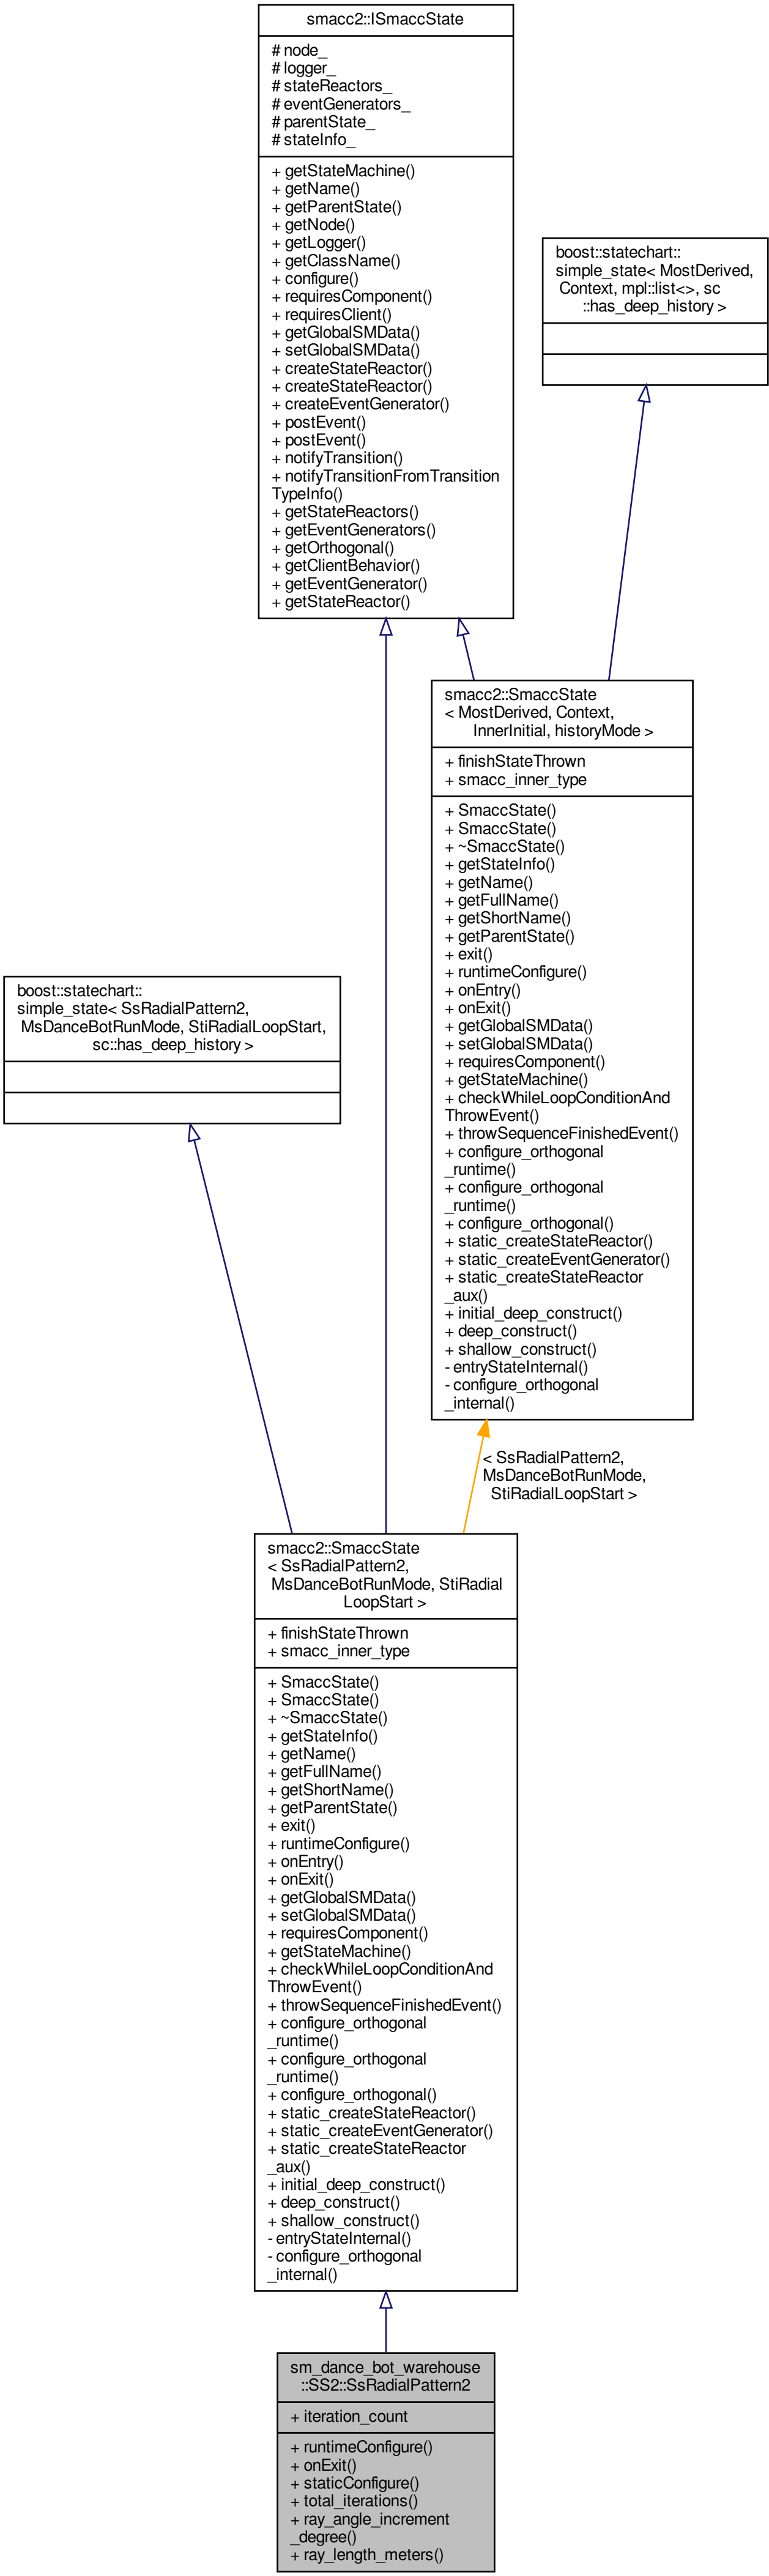 smacc2::ISmaccState
# node_
# logger_
# stateReactors_
# eventGenerators_
# parentState_
# stateInfo_
+ getStateMachine()
+ getName()
+ getParentState()
+ getNode()
+ getLogger()
+ getClassName()
+ configure()
+ requiresComponent()
+ requiresClient()
+ getGlobalSMData()
+ setGlobalSMData()
+ createStateReactor()
+ createStateReactor()
+ createEventGenerator()
+ postEvent()
+ postEvent()
+ notifyTransition()
+ notifyTransitionFromTransition
TypeInfo()
+ getStateReactors()
+ getEventGenerators()
+ getOrthogonal()
+ getClientBehavior()
+ getEventGenerator()
+ getStateReactor()
boost::statechart::
simple_state< MostDerived,
Context, mpl::list<>, sc
::has_deep_history >
smacc2::SmaccState
< MostDerived, Context,
InnerInitial, historyMode >
+ finishStateThrown
+ smacc_inner_type
+ SmaccState()
+ SmaccState()
+ ~SmaccState()
+ getStateInfo()
+ getName()
+ getFullName()
+ getShortName()
+ getParentState()
+ exit()
+ runtimeConfigure()
+ onEntry()
+ onExit()
+ getGlobalSMData()
+ setGlobalSMData()
+ requiresComponent()
+ getStateMachine()
+ checkWhileLoopConditionAnd
ThrowEvent()
+ throwSequenceFinishedEvent()
+ configure_orthogonal
_runtime()
+ configure_orthogonal
_runtime()
+ configure_orthogonal()
+ static_createStateReactor()
+ static_createEventGenerator()
+ static_createStateReactor
_aux()
+ initial_deep_construct()
+ deep_construct()
+ shallow_construct()
- entryStateInternal()
- configure_orthogonal
_internal()
boost::statechart::
simple_state< SsRadialPattern2,
MsDanceBotRunMode, StiRadialLoopStart,
sc::has_deep_history >
< SsRadialPattern2,
MsDanceBotRunMode,
StiRadialLoopStart >
smacc2::SmaccState
< SsRadialPattern2,
MsDanceBotRunMode, StiRadial
LoopStart >
+ finishStateThrown
+ smacc_inner_type
+ SmaccState()
+ SmaccState()
+ ~SmaccState()
+ getStateInfo()
+ getName()
+ getFullName()
+ getShortName()
+ getParentState()
+ exit()
+ runtimeConfigure()
+ onEntry()
+ onExit()
+ getGlobalSMData()
+ setGlobalSMData()
+ requiresComponent()
+ getStateMachine()
+ checkWhileLoopConditionAnd
ThrowEvent()
+ throwSequenceFinishedEvent()
+ configure_orthogonal
_runtime()
+ configure_orthogonal
_runtime()
+ configure_orthogonal()
+ static_createStateReactor()
+ static_createEventGenerator()
+ static_createStateReactor
_aux()
+ initial_deep_construct()
+ deep_construct()
+ shallow_construct()
- entryStateInternal()
- configure_orthogonal
_internal()
sm_dance_bot_warehouse
::SS2::SsRadialPattern2
+ iteration_count
+ runtimeConfigure()
+ onExit()
+ staticConfigure()
+ total_iterations()
+ ray_angle_increment
_degree()
+ ray_length_meters()